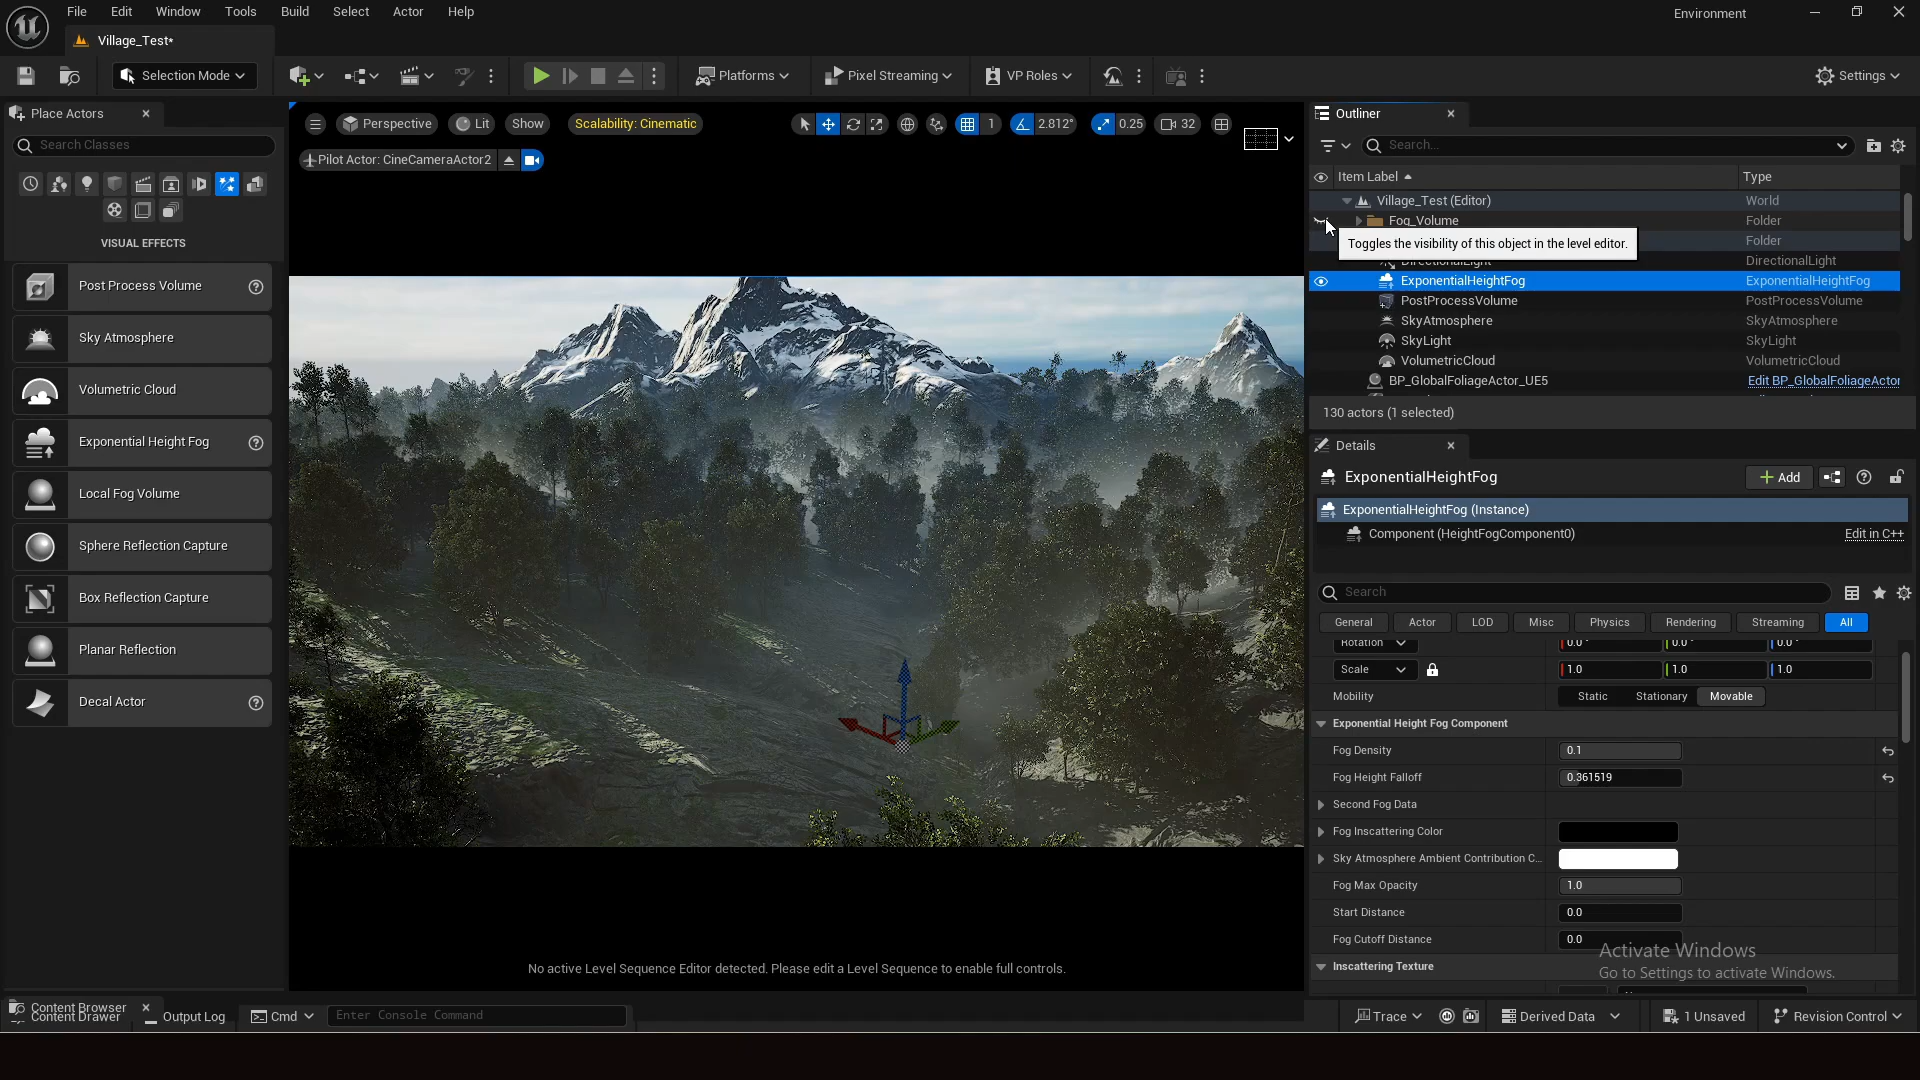 File Edit Window Tools Build Select Actor Help
Environment
Village_Test*
Selection Mode
Platforms
Pixel Streaming
VP Roles
Settings
Place Actors
Search Classes
VISUAL EFFECTS
Post Process Volume
Sky Atmosphere
Volumetric Cloud
Exponential Height Fog
Local Fog Volume
Sphere Reflection Capture
Box Reflection Capture
Planar Reflection
Decal Actor
Perspective Lit Show Scalability: Cinematic
1 2.812° 0.25 32
Pilot Actor: CineCameraActor2
No active Level Sequence Editor detected. Please edit a Level Sequence to enable full controls.
Outliner
Search...
Item Label Type
Village_Test (Editor) World
Fog_Volume Folder
Toggles the visibility of this object in the level editor.
Folder
DirectionalLight DirectionalLight
ExponentialHeightFog ExponentialHeightFog
PostProcessVolume PostProcessVolume
SkyAtmosphere SkyAtmosphere
SkyLight SkyLight
VolumetricCloud VolumetricCloud
BP_GlobalFoliageActor_UE5 Edit BP_GlobalFoliageActor
130 actors (1 selected)
Details
ExponentialHeightFog
Add
ExponentialHeightFog (Instance)
Component (HeightFogComponent0) Edit in C++
Search
General Actor LOD Misc Physics Rendering Streaming All
Rotation 0.0° 0.0° 0.0°
Scale 1.0 1.0 1.0
Mobility Static Stationary Movable
Exponential Height Fog Component
Fog Density 0.1
Fog Height Falloff 0.361519
Second Fog Data
Fog Inscattering Color
Sky Atmosphere Ambient Contribution C...
Fog Max Opacity 1.0
Start Distance 0.0
Fog Cutoff Distance 0.0
Inscattering Texture
Activate Windows
Go to Settings to activate Windows.
Content Browser
Content Drawer
Output Log
Cmd
Enter Console Command
Trace
Derived Data
1 Unsaved
Revision Control